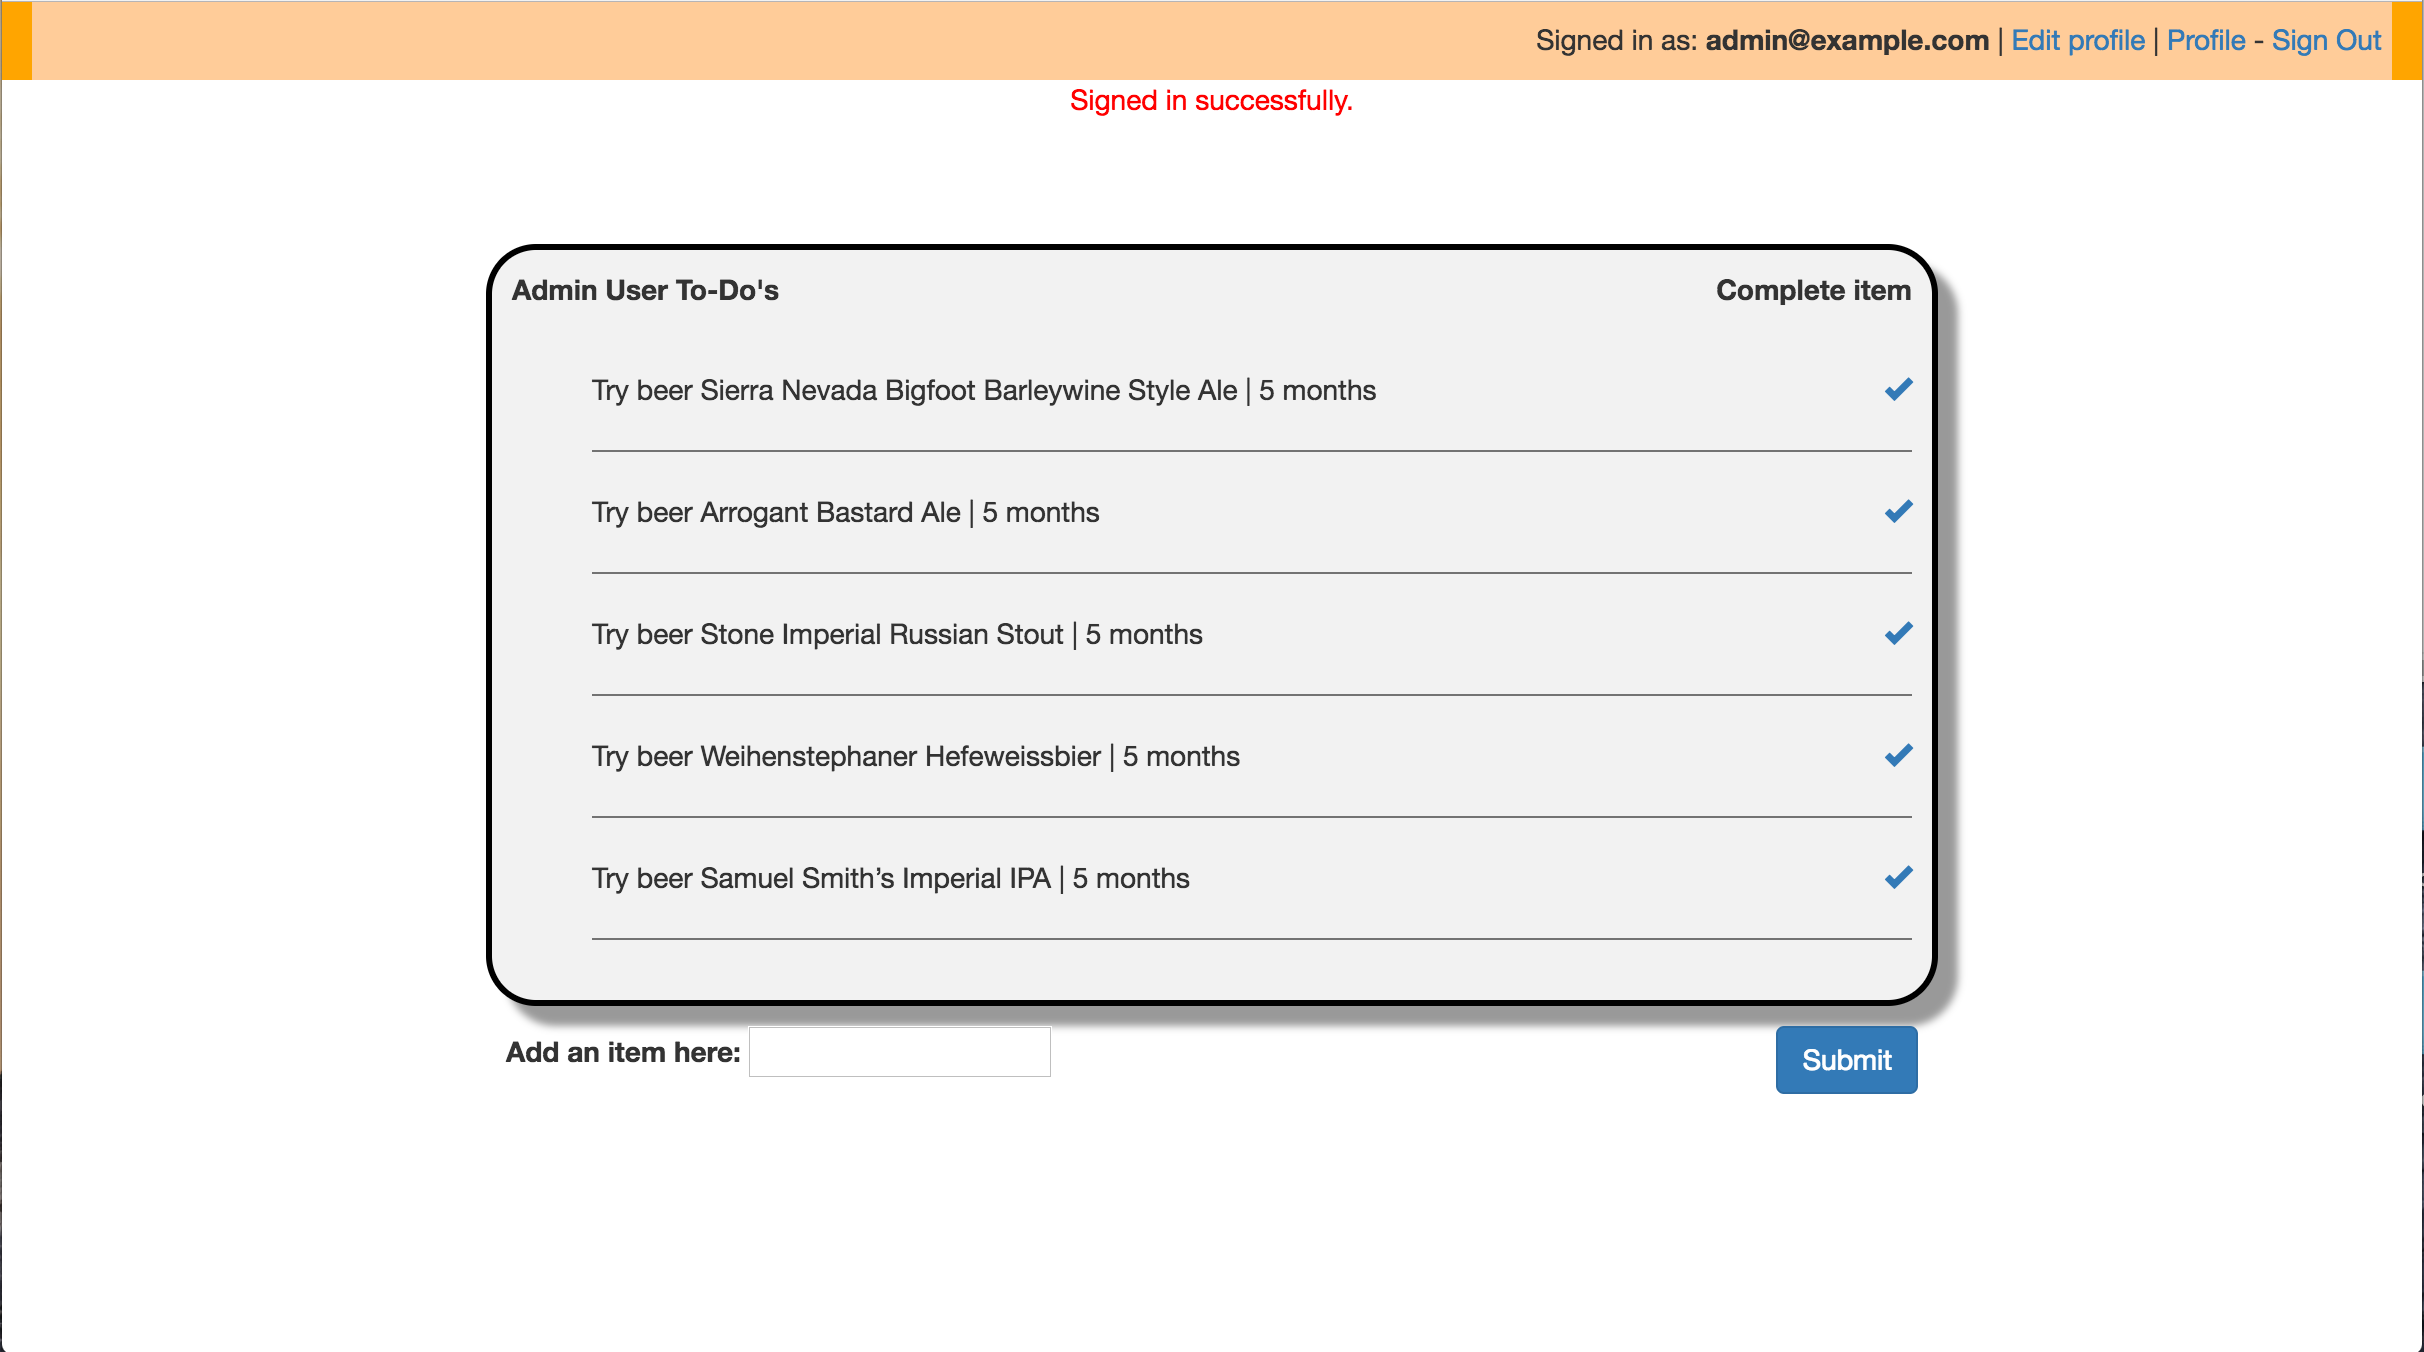 Signed in as: admin@example.com | Edit profile | Profile - Sign Out
Signed in successfully.
Admin User To-Do's Complete item
Try beer Sierra Nevada Bigfoot Barleywine Style Ale | 5 months
Try beer Arrogant Bastard Ale | 5 months
Try beer Stone Imperial Russian Stout | 5 months
Try beer Weihenstephaner Hefeweissbier | 5 months
Try beer Samuel Smith’s Imperial IPA | 5 months
Add an item here: Submit